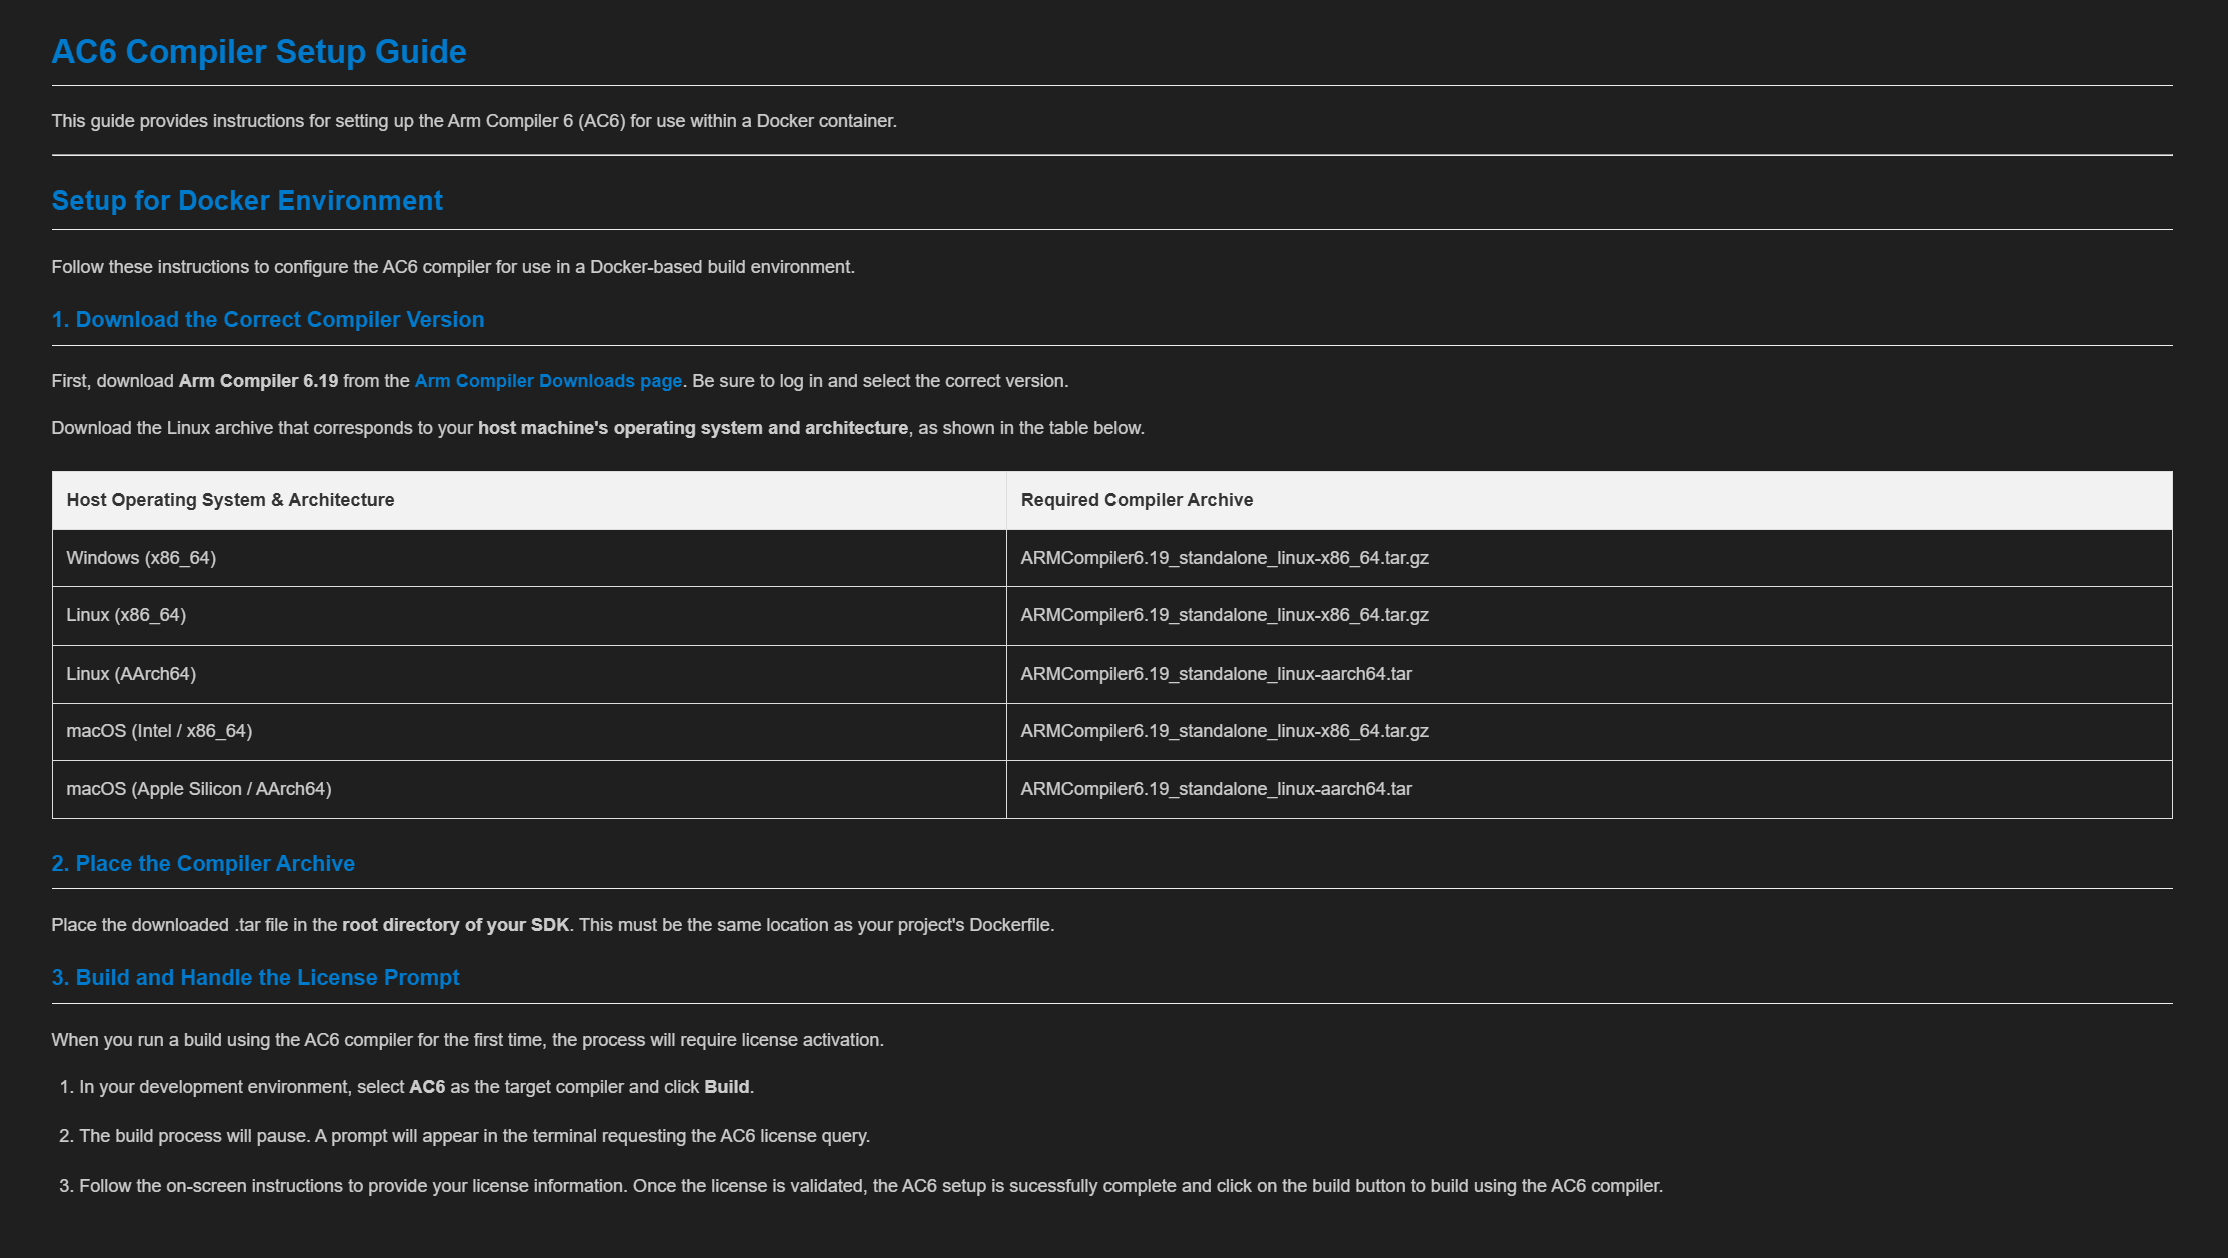 AC6 Compiler Setup Guide
This guide provides instructions for setting up the Arm Compiler 6 (AC6) for use within a Docker container.
Setup for Docker Environment
Follow these instructions to configure the AC6 compiler for use in a Docker-based build environment.
1. Download the Correct Compiler Version
First, download Arm Compiler 6.19 from the Arm Compiler Downloads page. Be sure to log in and select the correct version.
Download the Linux archive that corresponds to your host machine's operating system and architecture, as shown in the table below.
Host Operating System & Architecture Required Compiler Archive
Windows (x86_64) ARMCompiler6.19_standalone_linux-x86_64.tar.gz
Linux (x86_64) ARMCompiler6.19_standalone_linux-x86_64.tar.gz
Linux (AArch64) ARMCompiler6.19_standalone_linux-aarch64.tar
macOS (Intel / x86_64) ARMCompiler6.19_standalone_linux-x86_64.tar.gz
macOS (Apple Silicon / AArch64) ARMCompiler6.19_standalone_linux-aarch64.tar
2. Place the Compiler Archive
Place the downloaded .tar file in the root directory of your SDK. This must be the same location as your project's Dockerfile.
3. Build and Handle the License Prompt
When you run a build using the AC6 compiler for the first time, the process will require license activation.
1. In your development environment, select AC6 as the target compiler and click Build.
2. The build process will pause. A prompt will appear in the terminal requesting the AC6 license query.
3. Follow the on-screen instructions to provide your license information. Once the license is validated, the AC6 setup is sucessfully complete and click on the build button to build using the AC6 compiler.